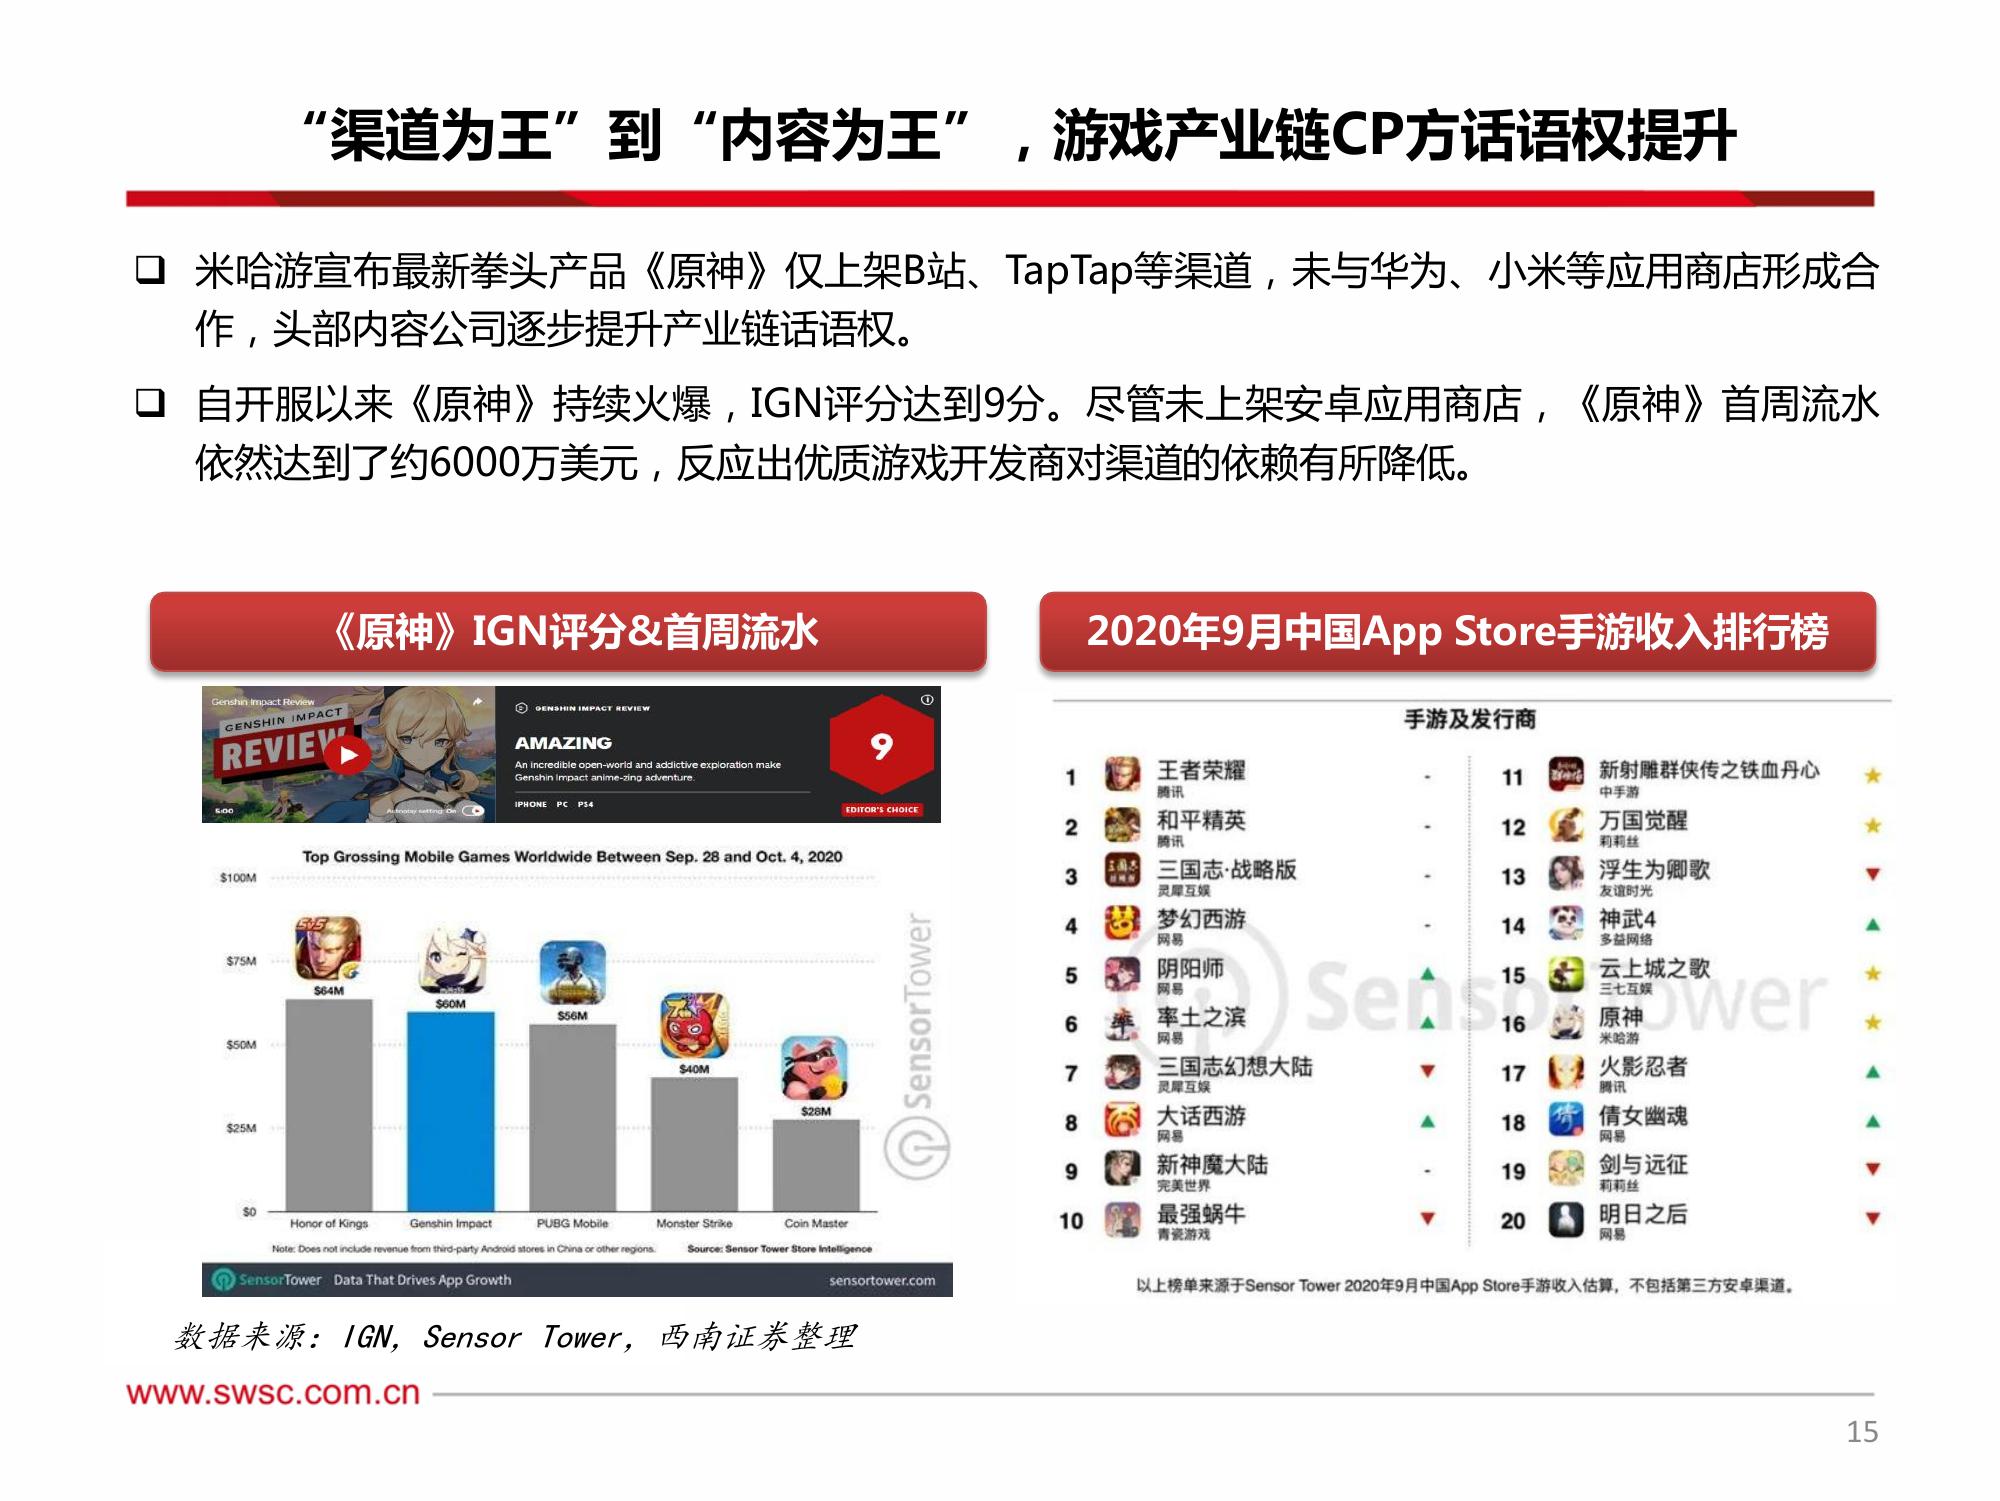 “渠道为王”到“内容为王”，游戏产业链CP方话语权提升
❑ 米哈游宣布最新拳头产品《原神》仅上架B站、TapTap等渠道，未与华为、小米等应用商店形成合
作，头部内容公司逐步提升产业链话语权。
❑ 自开服以来《原神》持续火爆，IGN评分达到9分。尽管未上架安卓应用商店，《原神》首周流水
依然达到了约6000万美元，反应出优质游戏开发商对渠道的依赖有所降低。
《原神》IGN评分&首周流水
Genshin Impact Review
GENSHIN IMPACT
REVIEW
5:00
Autoplay setting: On
GENSHIN IMPACT REVIEW
AMAZING
An incredible open-world and addictive exploration make
Genshin Impact anime-zing adventure.
IPHONE PC PS4
9
EDITOR'S CHOICE
Top Grossing Mobile Games Worldwide Between Sep. 28 and Oct. 4, 2020
$100M
$75M
$50M
$25M
$0
$64M
$60M
$56M
$40M
$28M
Honor of Kings
Genshin Impact
PUBG Mobile
Monster Strike
Coin Master
SensorTower
Note: Does not include revenue from third-party Android stores in China or other regions.
Source: Sensor Tower Store Intelligence
SensorTower Data That Drives App Growth
sensortower.com
2020年9月中国App Store手游收入排行榜
手游及发行商
1 王者荣耀 -
腾讯
2 和平精英 -
腾讯
3 三国志·战略版 -
灵犀互娱
4 梦幻西游 -
网易
5 阴阳师 ▲
网易
6 率土之滨 ▲
网易
7 三国志幻想大陆 ▼
灵犀互娱
8 大话西游 ▲
网易
9 新神魔大陆 -
完美世界
10 最强蜗牛 ▼
青瓷游戏
11 新射雕群侠传之铁血丹心 ★
中手游
12 万国觉醒 ★
莉莉丝
13 浮生为卿歌 ▼
友谊时光
14 神武4 ▲
多益网络
15 云上城之歌 ★
三七互娱
16 原神 ★
米哈游
17 火影忍者 ▲
腾讯
18 倩女幽魂 ▲
网易
19 剑与远征 ▼
莉莉丝
20 明日之后 ▼
网易
SensorTower
以上榜单来源于Sensor Tower 2020年9月中国App Store手游收入估算，不包括第三方安卓渠道。
数据来源：IGN，Sensor Tower，西南证券整理
www.swsc.com.cn
15